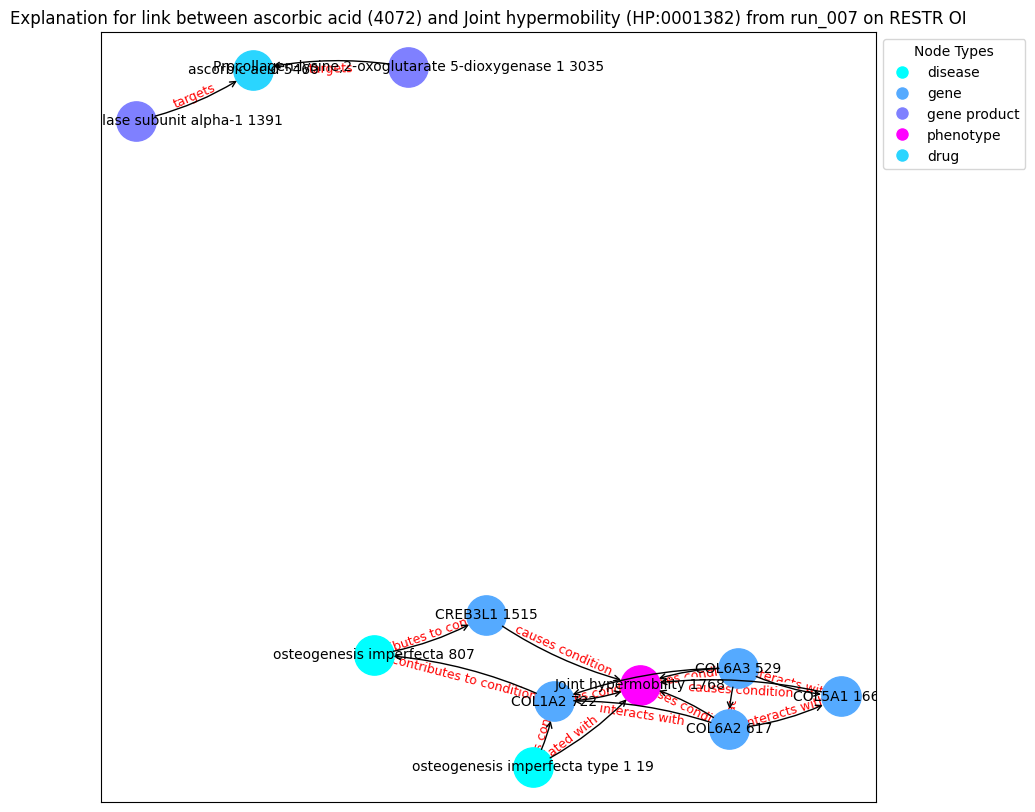 Explanation for link between ascorbic acid (4072) and Joint hypermobility (HP:0001382) from run_007 on RESTR OI
Node Types
disease
gene
gene product
phenotype
drug
Procollagen-lysine 2-oxoglutarate 5-dioxygenase 1 3035
ascorbic acid 5460
targets
targets
lase subunit alpha-1 1391
CREB3L1 1515
butes to con
causes condition
osteogenesis imperfecta 807
contributes to condition
COL6A3 529
interacts with
Joint hypermobility 1768
causes condition
COL5A1 166
COL1A2 722
interacts with
interacts with
COL6A2 617
ated with
osteogenesis imperfecta type 1 19